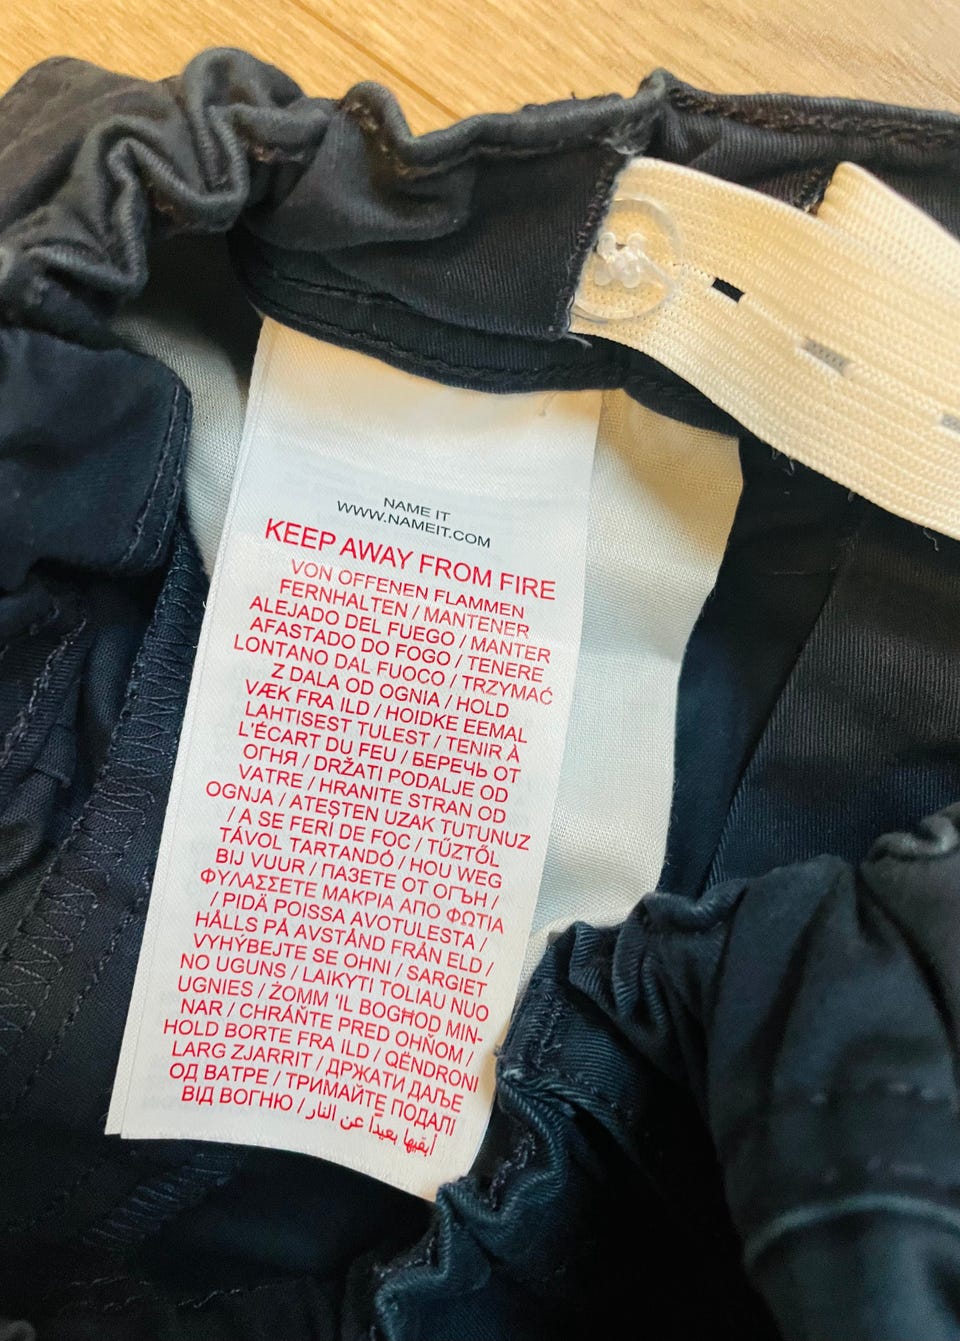 NAME IT
WWW.NAMEIT.COM
KEEP AWAY FROM FIRE
VON OFFENEN FLAMMEN
FERNHALTEN / MANTENER
ALEJADO DEL FUEGO / MANTER
AFASTADO DO FOGO / TENERE
LONTANO DAL FUOCO / TRZYMAĆ
Z DALA OD OGNIA / HOLD
VÆK FRA ILD / HOIDKE EEMAL
LAHTISEST TULEST / TENIR À
L'ÉCART DU FEU / БЕРЕЧЬ ОТ
ОГНЯ / DRŽATI PODALJE OD
VATRE / HRANITE STRAN OD
OGNJA / ATEŞTEN UZAK TUTUNUZ
/ A SE FERI DE FOC / TŰZTŐL
TÁVOL TARTANDÓ / HOU WEG
BIJ VUUR / ПАЗЕТЕ ОТ ОГЪН /
ΦΥΛΑΣΣΕΤΕ ΜΑΚΡΙΑ ΑΠΟ ΦΩΤΙΑ
/ PIDÄ POISSA AVOTULESTA /
HÅLLS PÅ AVSTÅND FRÅN ELD /
VYHÝBEJTE SE OHNI / SARGIET
NO UGUNS / LAIKYTI TOLIAU NUO
UGNIES / ŻOMM 'IL BOGĦOD MIN-
NAR / CHRÁŇTE PRED OHŇOM /
HOLD BORTE FRA ILD / QËNDRONI
LARG ZJARRIT / ДРЖАТИ ДАЉЕ
ОД ВАТРЕ / ТРИМАЙТЕ ПОДАЛІ
ВІД ВОГНЮ / أبقيها بعيداً عن النار